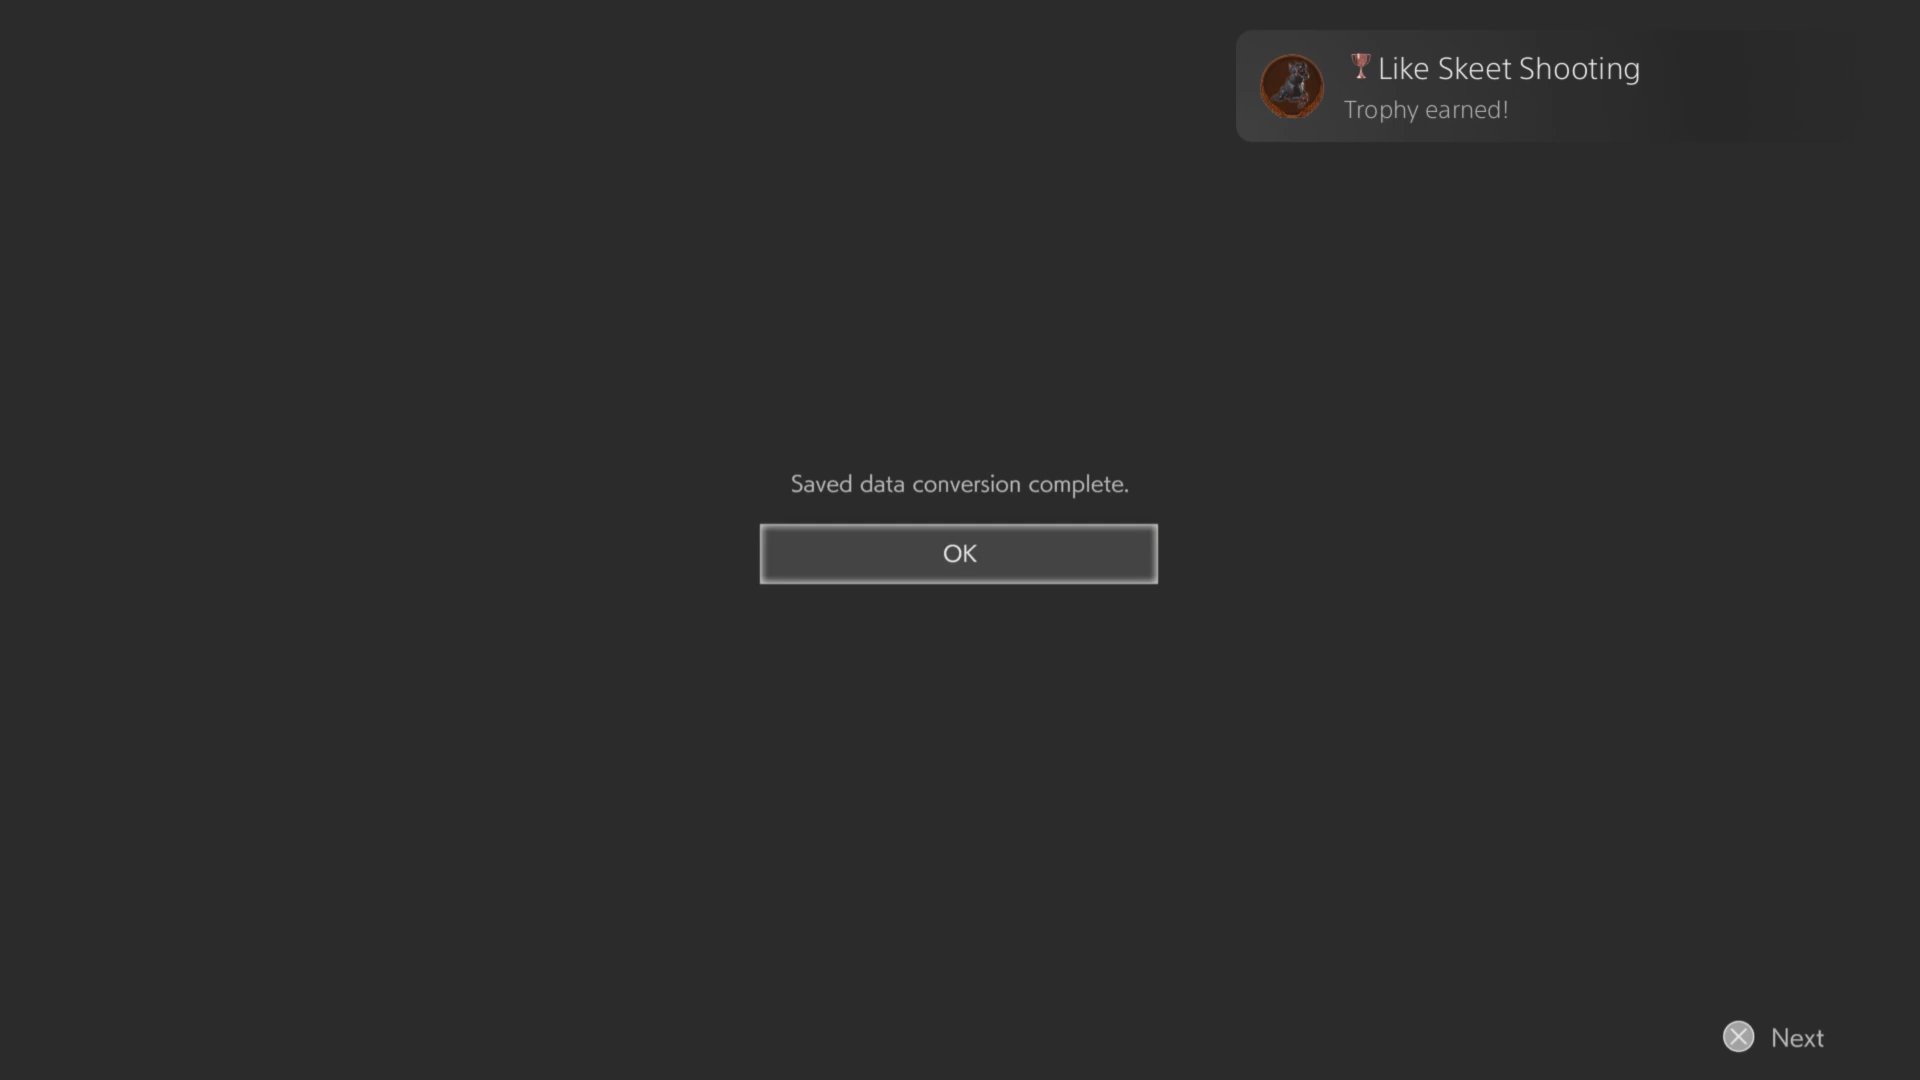 Like Skeet Shooting
Trophy earned!
Saved data conversion complete.
OK
Next